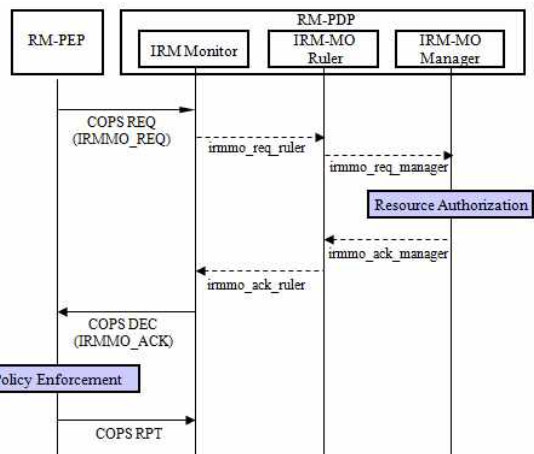 RM-PDP
RM-PEP
IRM Monitor
IRM-MO
Ruler
IRM-MO
Manager
COPS REQ
(IRMMO_REQ)
irmmo_req_ruler
irmmo_req_manager
Resource Authorization
irmmo_ack_manager
irmmo_ack_ruler
COPS DEC
(IRMMO_ACK)
Policy Enforcement
COPS RPT